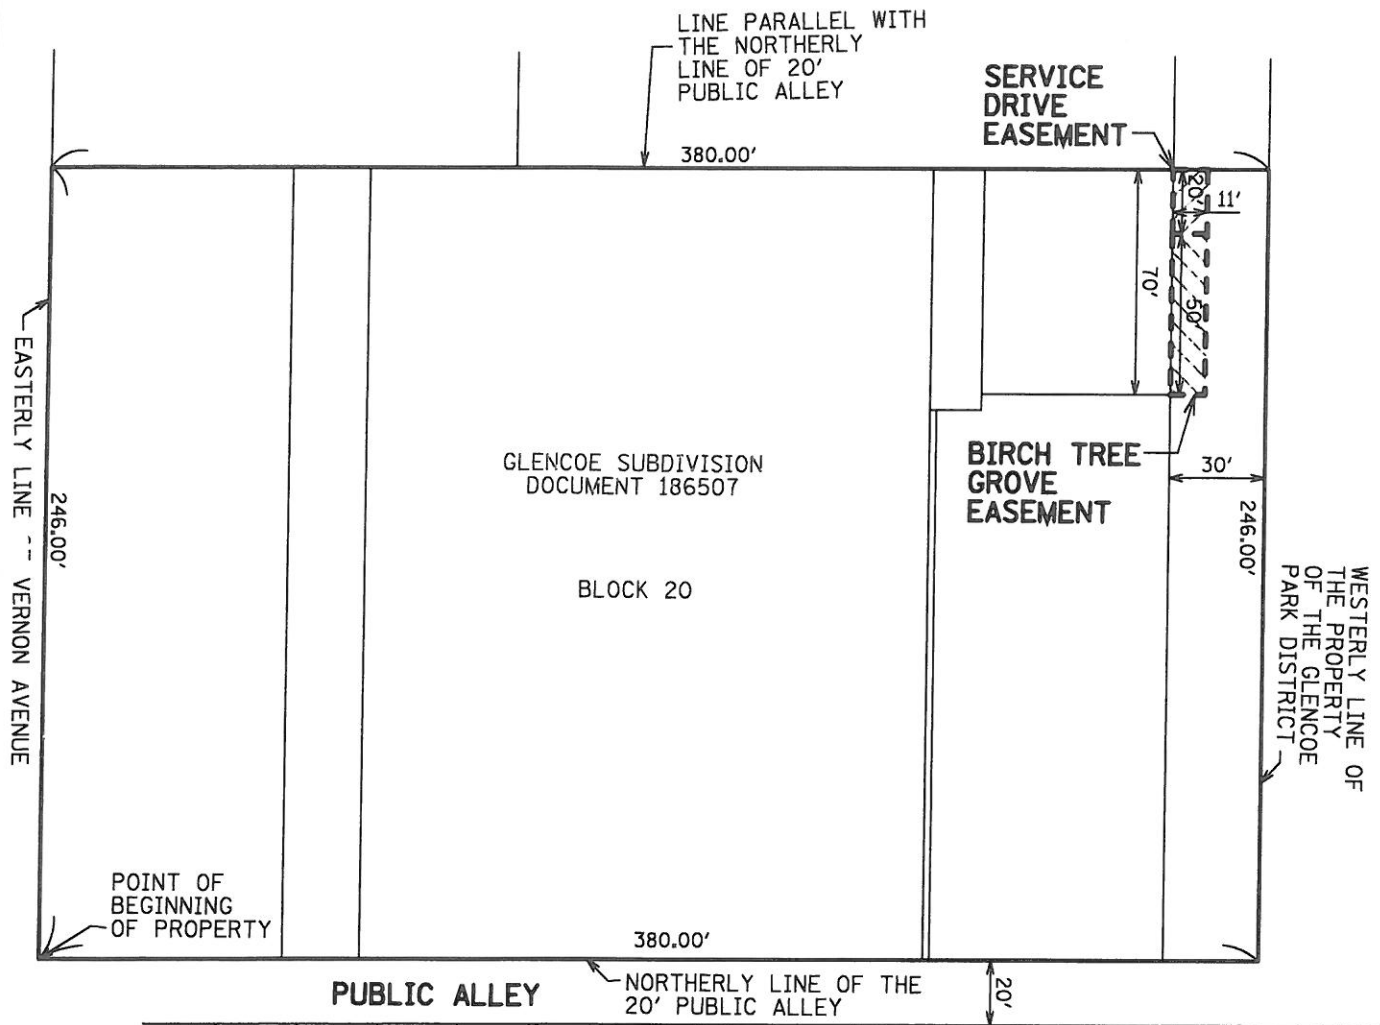 LINE PARALLEL WITH
THE NORTHERLY
LINE OF 20'
PUBLIC ALLEY
SERVICE
DRIVE
EASEMENT
380.00'
20'
11'
70'
50'
EASTERLY LINE -- VERNON AVENUE
246.00'
GLENCOE SUBDIVISION
DOCUMENT 186507
BLOCK 20
BIRCH TREE
GROVE
EASEMENT
30'
246.00'
WESTERLY LINE OF
THE PROPERTY
OF THE GLENCOE
PARK DISTRICT
POINT OF
BEGINNING
OF PROPERTY
380.00'
PUBLIC ALLEY
NORTHERLY LINE OF THE
20' PUBLIC ALLEY
20'